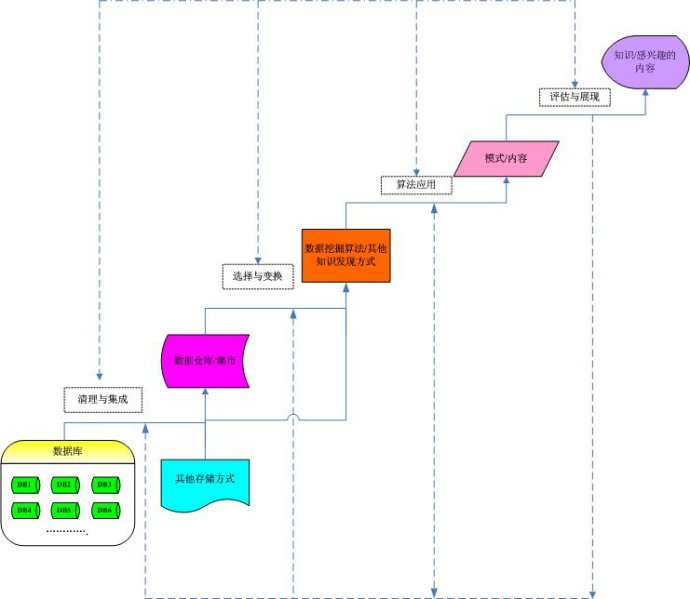 知识/感兴趣的
内容
评估与展现
模式/内容
算法应用
数据挖掘算法/其他
知识发现方式
选择与变换
数据仓库/集市
清理与集成
数据库
其他存储方式
DB1 DB2 DB3
DB4 DB5 DB6